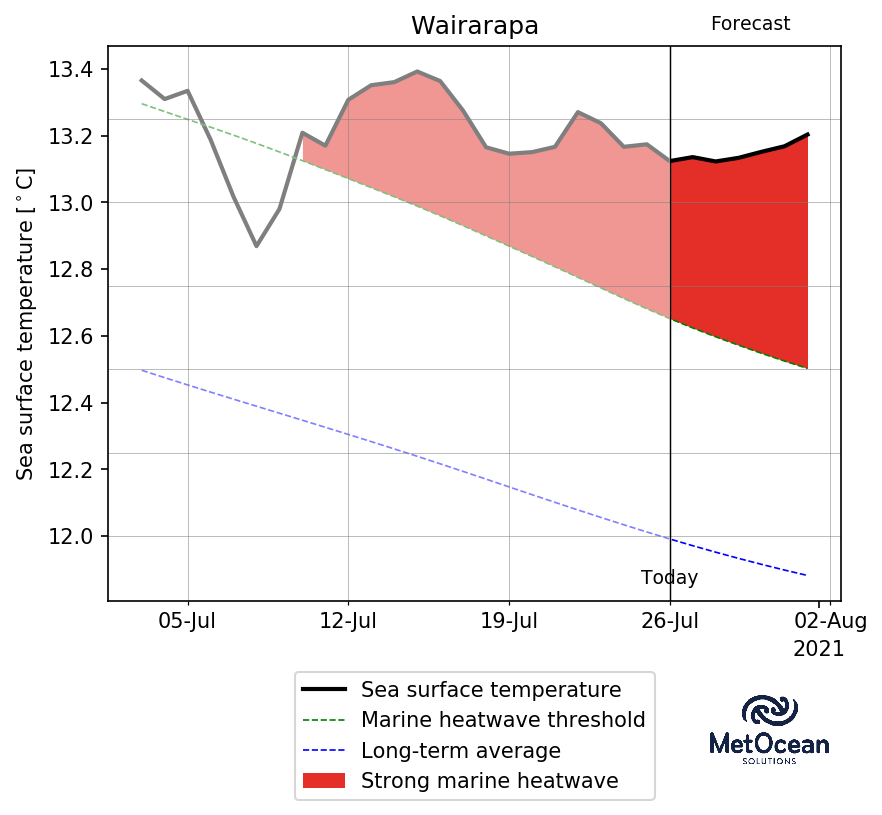 Wairarapa
Forecast
Sea surface temperature [°C]
13.4
13.2
13.0
12.8
12.6
12.4
12.2
12.0
Today
05-Jul
12-Jul
19-Jul
26-Jul
02-Aug
2021
Sea surface temperature
Marine heatwave threshold
Long-term average
Strong marine heatwave
MetOcean
SOLUTIONS